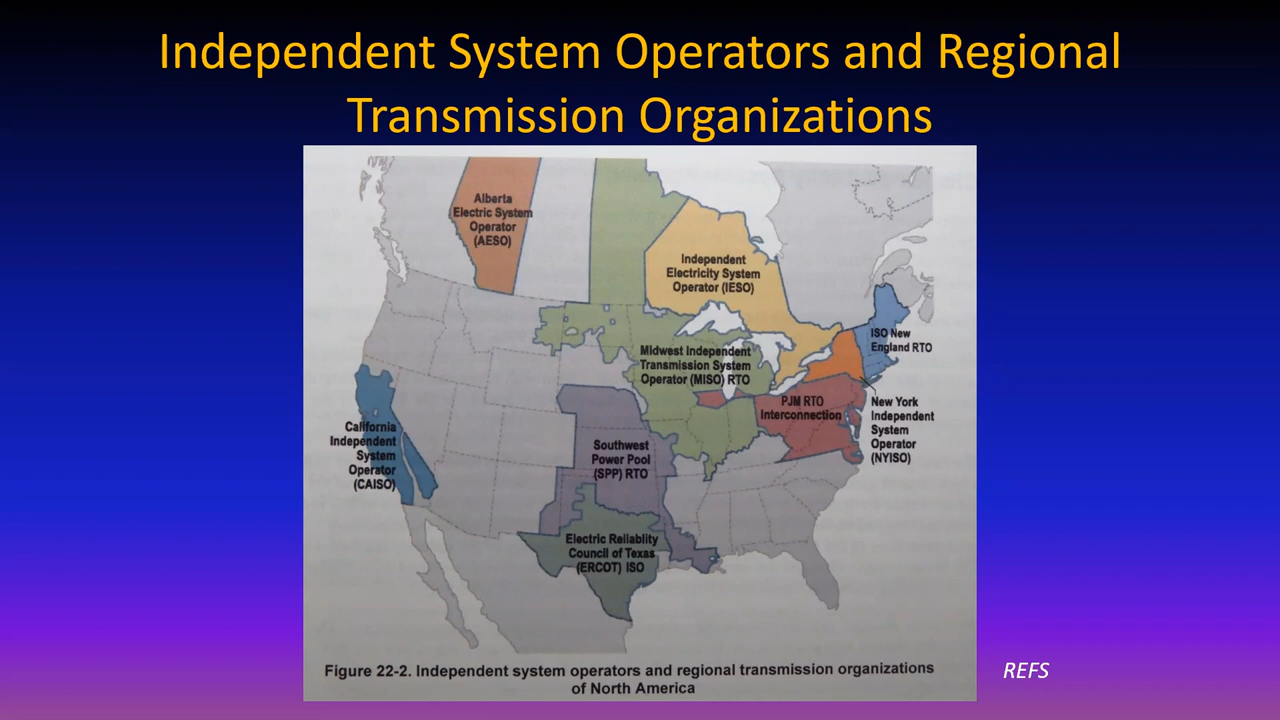 Independent System Operators and Regional
Transmission Organizations
Alberta
Electric System
Operator
(AESO)
Independent
Electricity System
Operator (IESO)
ISO New
England RTO
Midwest Independent
Transmission System
Operator (MISO) RTO
PJM RTO
Interconnection
New York
Independent
System
Operator
(NYISO)
California
Independent
System
Operator
(CAISO)
Southwest
Power Pool
(SPP) RTO
Electric Reliablity
Council of Texas
(ERCOT) ISO
Figure 22-2. Independent system operators and regional transmission organizations
of North America
REFS